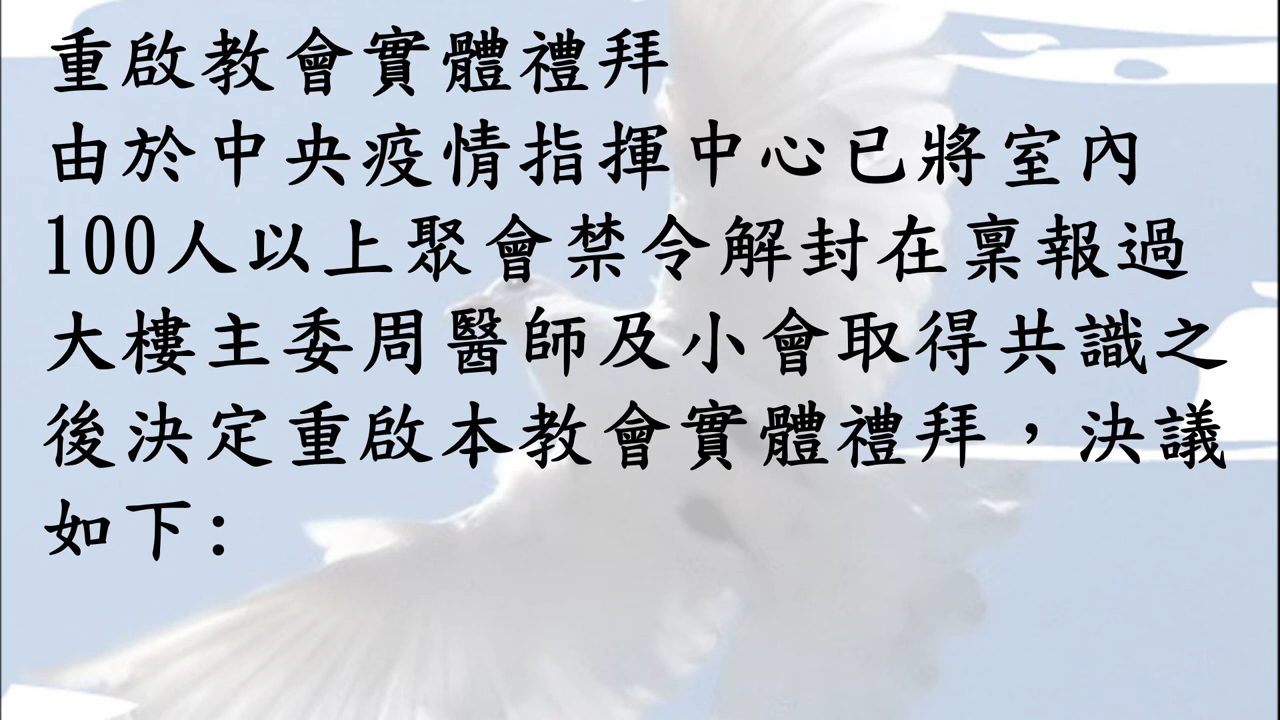 重啟教會實體禮拜
由於中央疫情指揮中心已將室內
100人以上聚會禁令解封在稟報過
大樓主委周醫師及小會取得共識之
後決定重啟本教會實體禮拜，決議
如下: